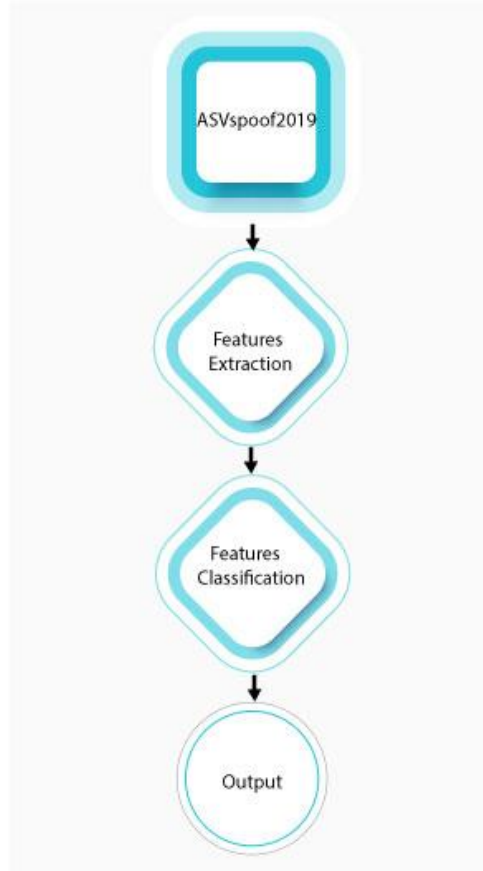 ASVspoof2019
Features
Extraction
Features
Classification
Output